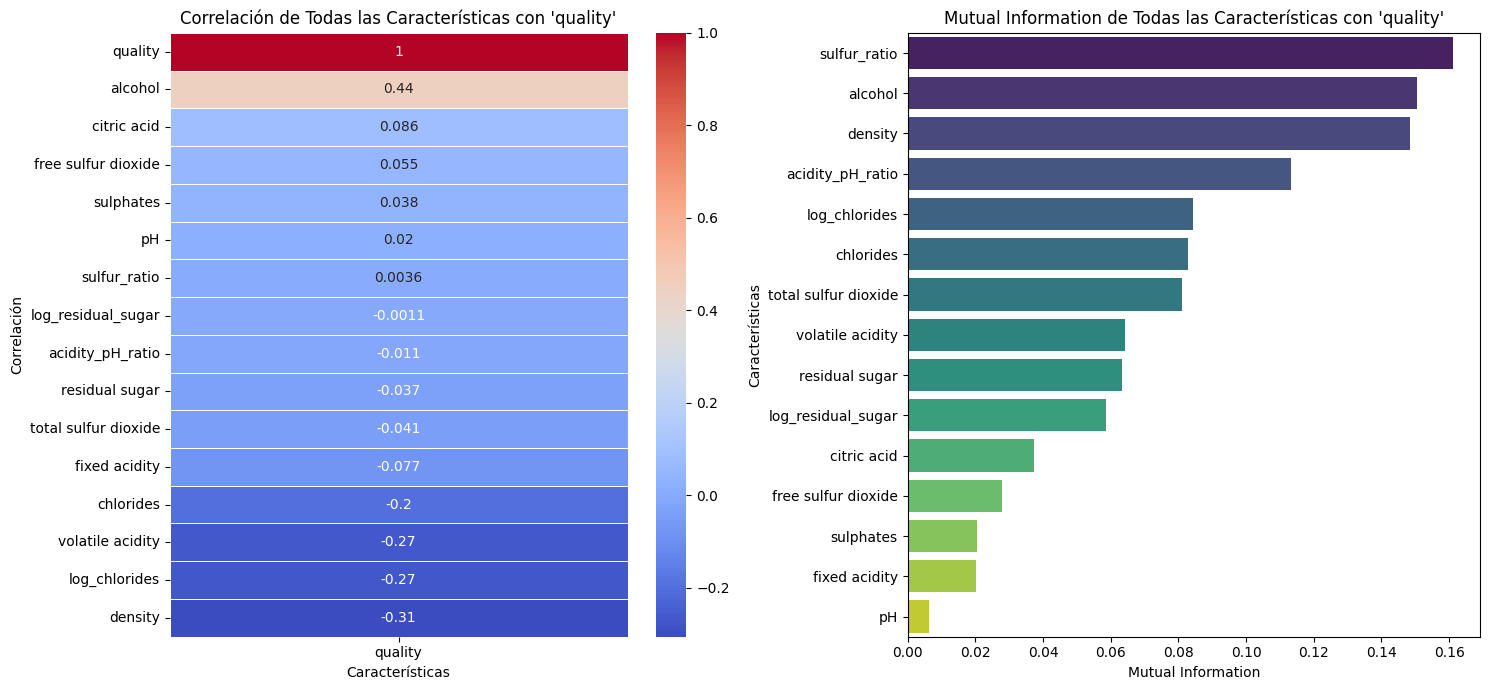 Correlación de Todas las Características con 'quality'
Correlación
quality 1
alcohol 0.44
citric acid 0.086
free sulfur dioxide 0.055
sulphates 0.038
pH 0.02
sulfur_ratio 0.0036
log_residual_sugar -0.0011
acidity_pH_ratio -0.011
residual sugar -0.037
total sulfur dioxide -0.041
fixed acidity -0.077
chlorides -0.2
volatile acidity -0.27
log_chlorides -0.27
density -0.31
quality
Características
1.0
0.8
0.6
0.4
0.2
0.0
−0.2
Mutual Information de Todas las Características con 'quality'
Características
sulfur_ratio
alcohol
density
acidity_pH_ratio
log_chlorides
chlorides
total sulfur dioxide
volatile acidity
residual sugar
log_residual_sugar
citric acid
free sulfur dioxide
sulphates
fixed acidity
pH
0.00 0.02 0.04 0.06 0.08 0.10 0.12 0.14 0.16
Mutual Information